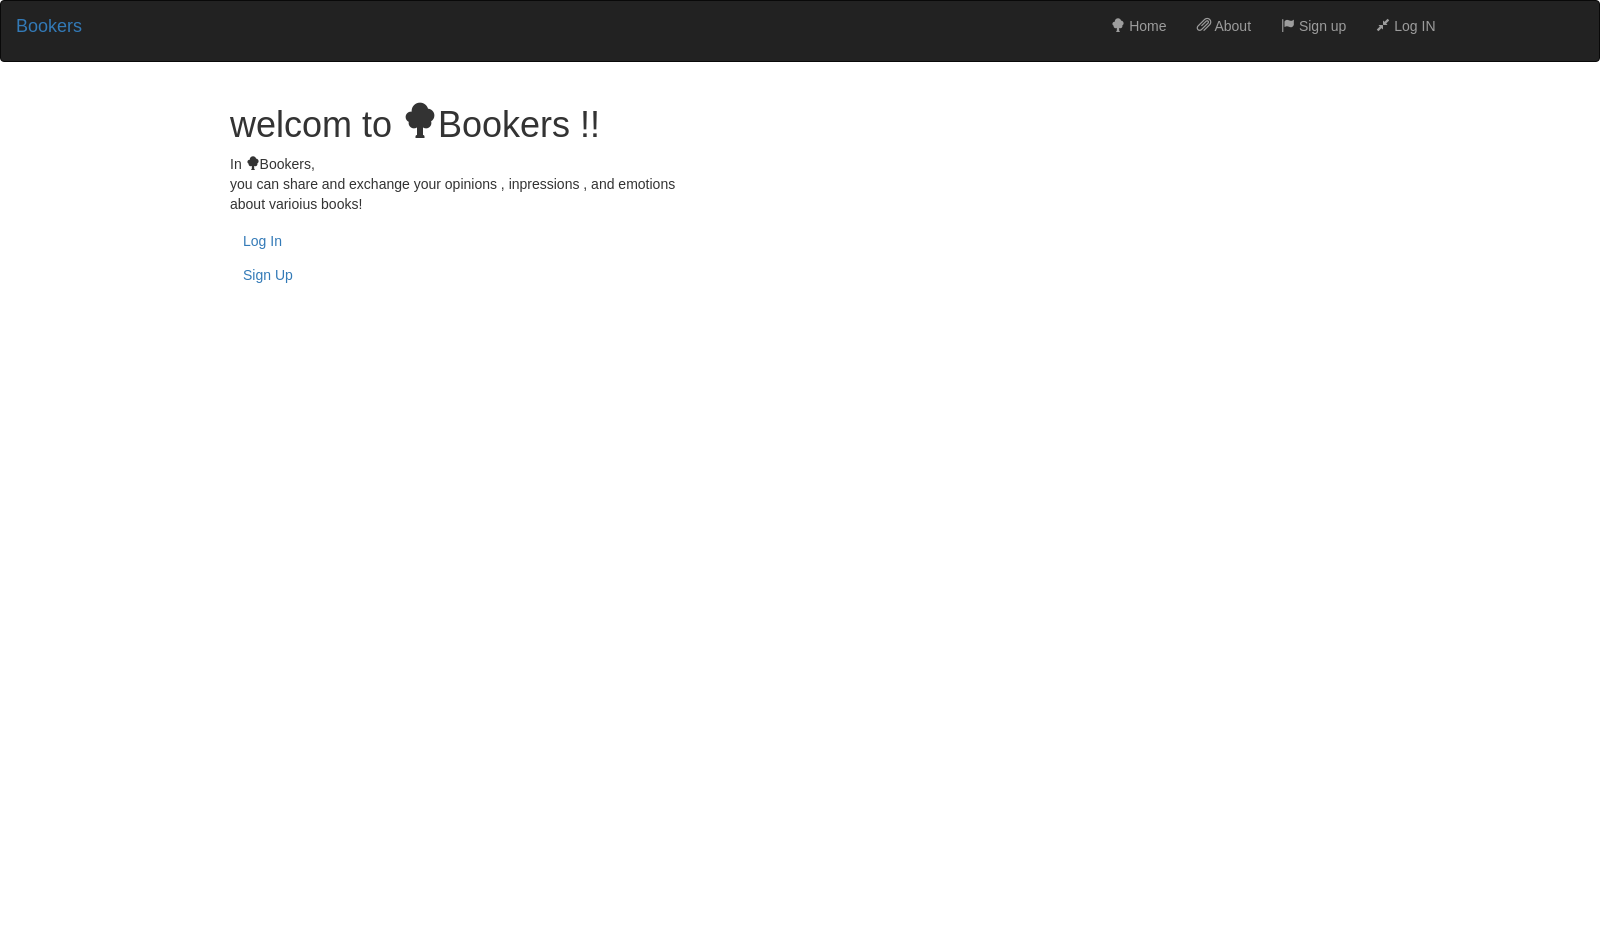 Bookers Home About Sign up Log IN
welcom to Bookers !!
In Bookers,
you can share and exchange your opinions , inpressions , and emotions
about varioius books!
Log In
Sign Up